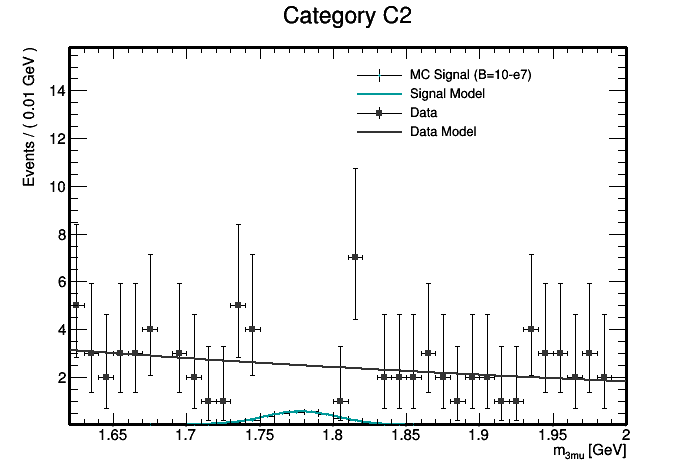 Category C2
Events / ( 0.01 GeV )
14
12
10
8
6
4
2
MC Signal (B=10-e7)
Signal Model
Data
Data Model
1.65 1.7 1.75 1.8 1.85 1.9 1.95 2
m3mu [GeV]